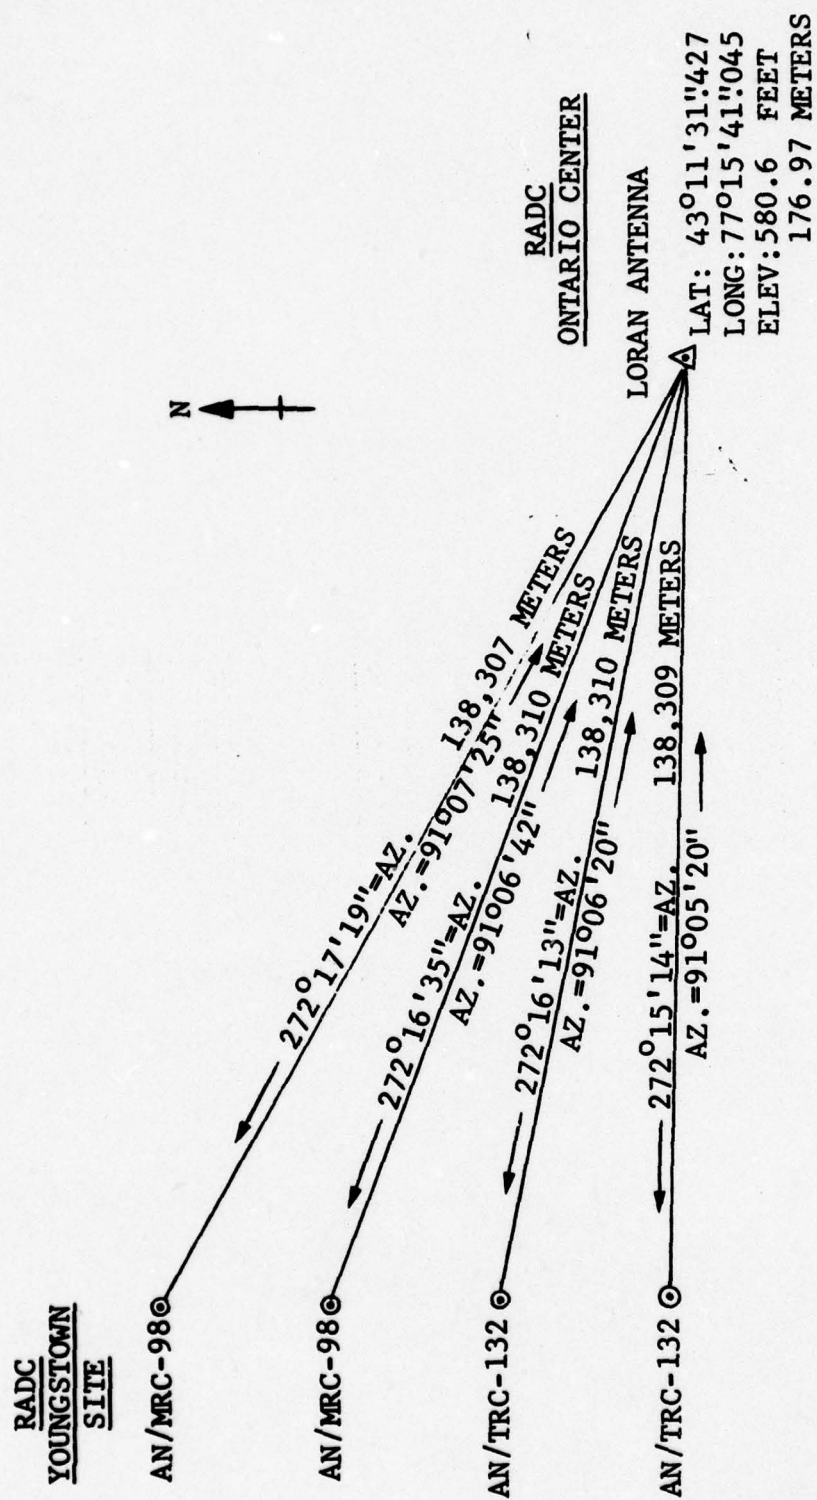 RADC
YOUNGSTOWN
SITE
AN/MRC-98
AN/MRC-98
AN/TRC-132
AN/TRC-132
N
272°17'19"=AZ.
138,307 METERS
AZ.=91°07'25"
272°16'35"=AZ.
138,310 METERS
AZ.=91°06'42"
272°16'13"=AZ.
138,310 METERS
AZ.=91°06'20"
272°15'14"=AZ.
138,309 METERS
AZ.=91°05'20"
RADC
ONTARIO CENTER
LORAN ANTENNA
LAT: 43°11'31".427
LONG:77°15'41".045
ELEV:580.6 FEET
176.97 METERS